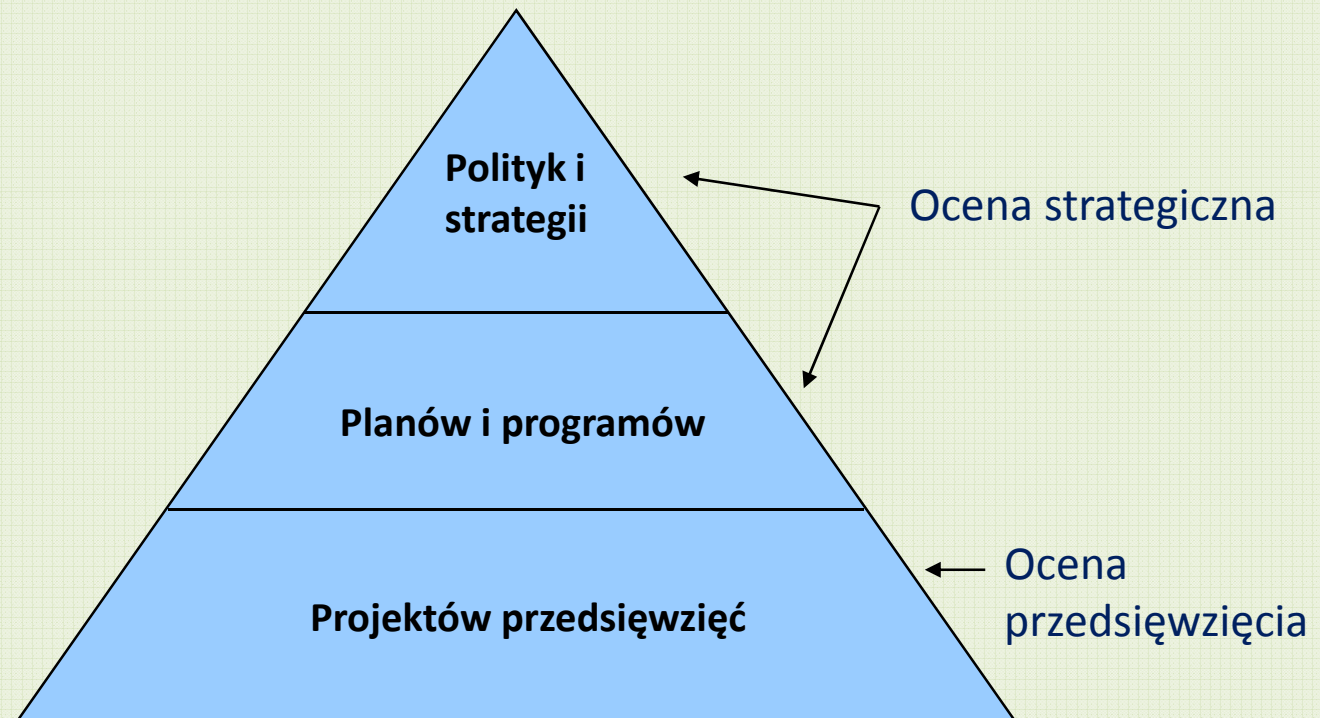 Polityk i
strategii
Ocena strategiczna
Planów i programów
Ocena
przedsięwzięcia
Projektów przedsięwzięć